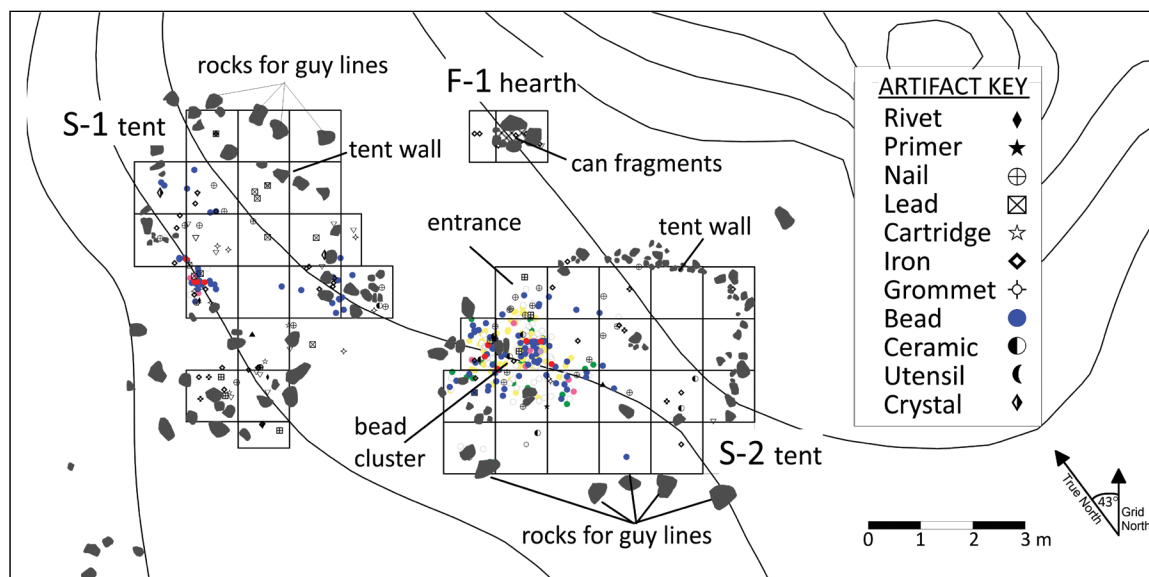 rocks for guy lines
S-1 tent
tent wall
F-1 hearth
can fragments
entrance
tent wall
bead
cluster
S-2 tent
rocks for guy lines
ARTIFACT KEY
Rivet
Primer
Nail
Lead
Cartridge
Iron
Grommet
Bead
Ceramic
Utensil
Crystal
True North
43°
Grid
North
0 1 2 3 m